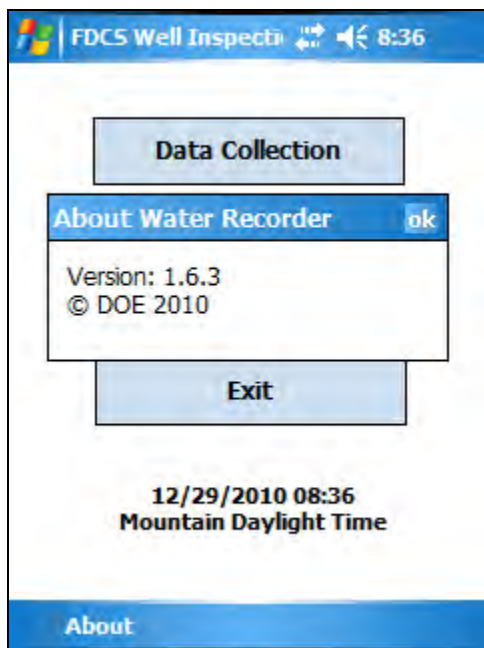 FDCS Well Inspecti 8:36
Data Collection
About Water Recorder ok
Version: 1.6.3
© DOE 2010
Exit
12/29/2010 08:36
Mountain Daylight Time
About